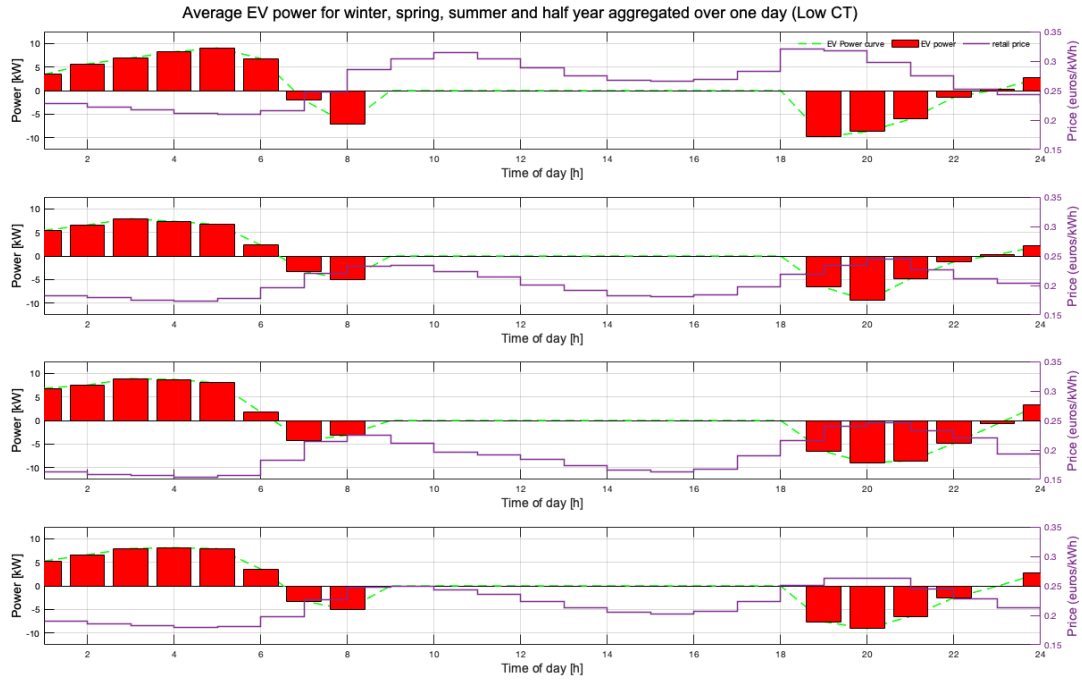 Average EV power for winter, spring, summer and half year aggregated over one day (Low CT)
EV Power curve EV power retail price
Power [kW]
10
5
0
-5
-10
2 4 6 8 10 12 14 16 18 20 22 24
Time of day [h]
0.35
0.3
0.25
0.2
0.15
Price (euros/kWh)
Power [kW]
10
5
0
-5
-10
2 4 6 8 10 12 14 16 18 20 22 24
Time of day [h]
0.35
0.3
0.25
0.2
0.15
Price (euros/kWh)
Power [kW]
10
5
0
-5
-10
2 4 6 8 10 12 14 16 18 20 22 24
Time of day [h]
0.35
0.3
0.25
0.2
0.15
Price (euros/kWh)
Power [kW]
10
5
0
-5
-10
2 4 6 8 10 12 14 16 18 20 22 24
Time of day [h]
0.35
0.3
0.25
0.2
0.15
Price (euros/kWh)